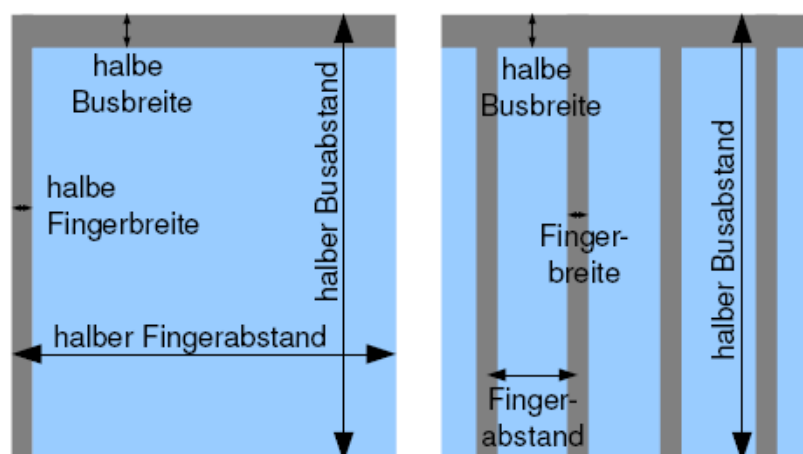 halbe
Busbreite
halber Busabstand
halbe
Fingerbreite
halber Fingerabstand
halbe
Busbreite
Finger-
breite
halber Busabstand
Finger-
abstand